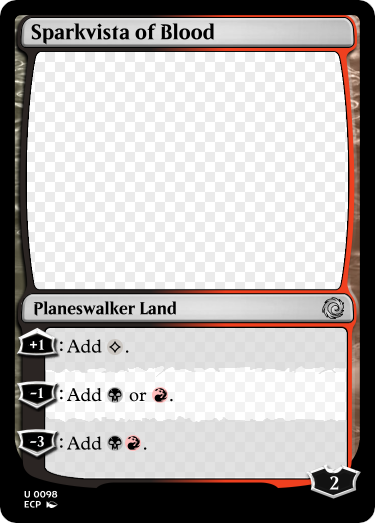 Sparkvista of Blood
Planeswalker Land
+1: Add .
-1: Add or .
-3: Add .
2
U 0098
ECP